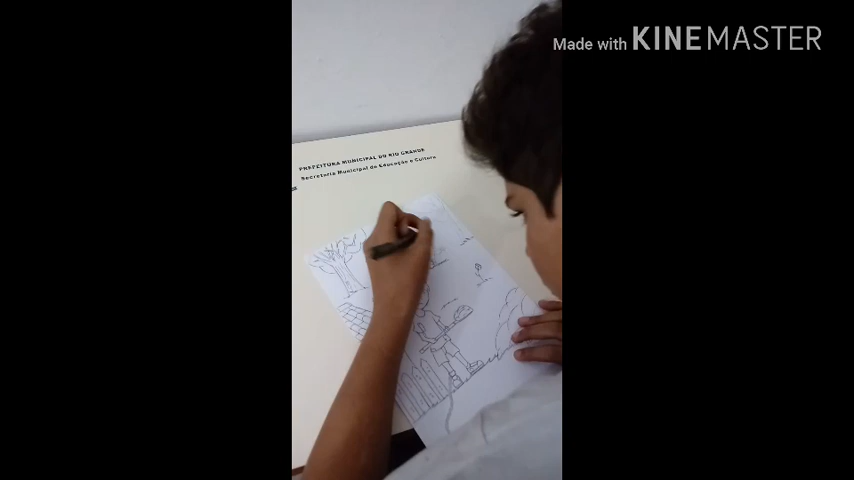 Made with KINEMASTER
PREFEITURA MUNICIPAL DO RIO GRANDE
Secretaria Municipal de Educação e Cultura